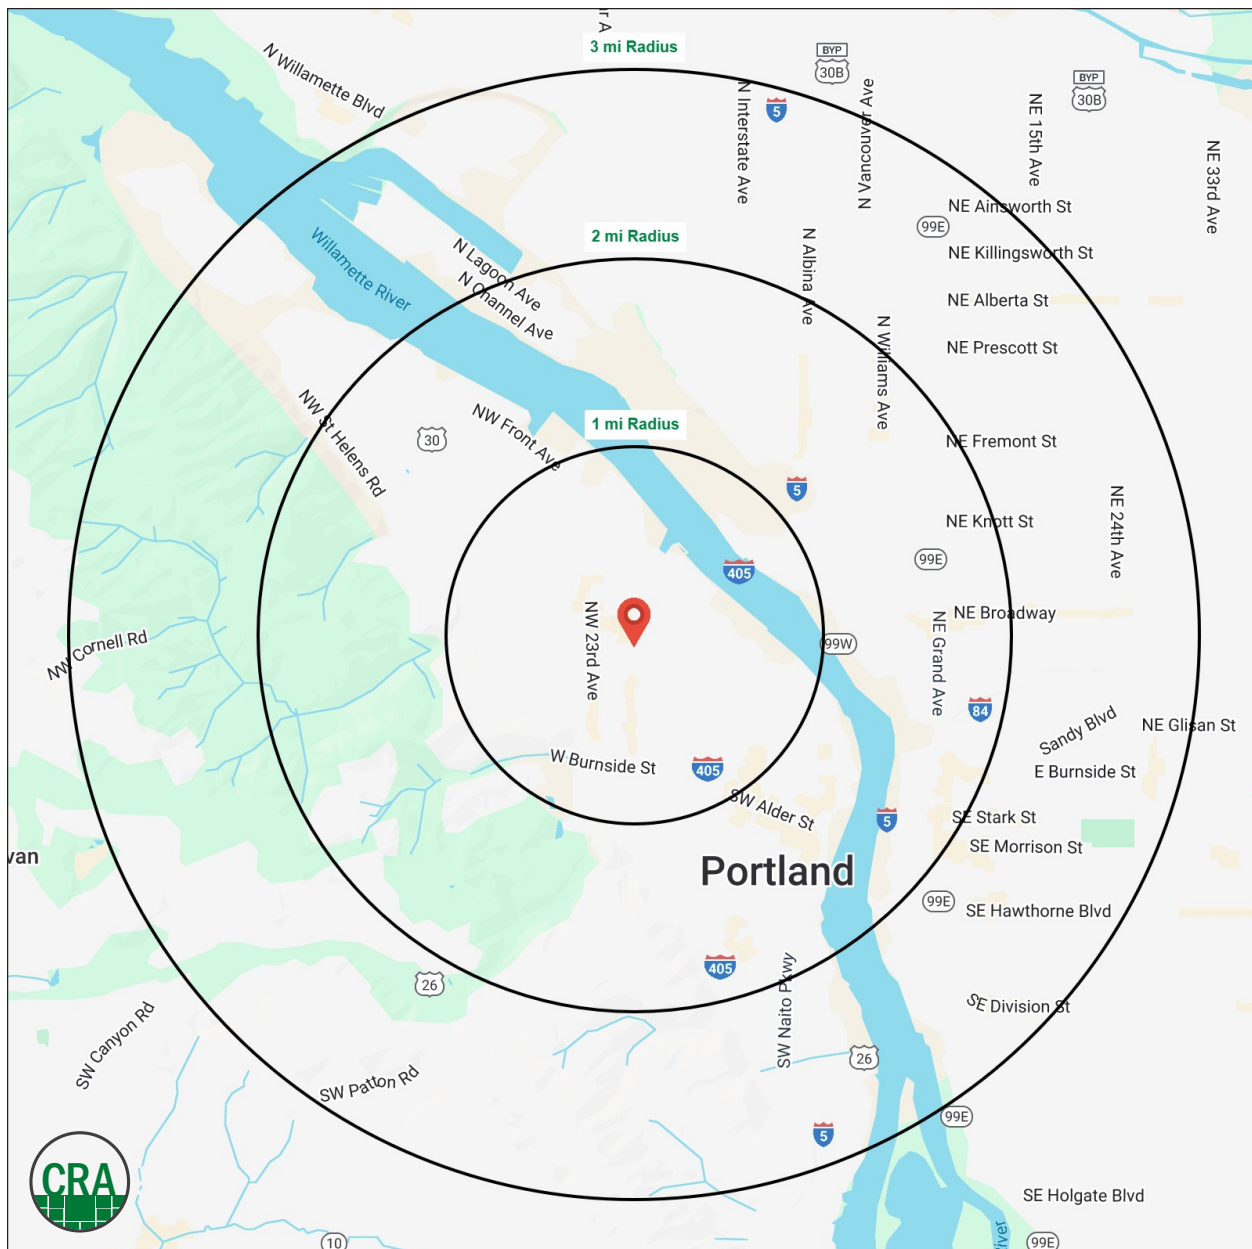 r A
3 mi Radius
N Willamette Blvd
BYP
30B
BYP
30B
5
N Interstate Ave
N Vancouver Ave
NE 15th Ave
NE 33rd Ave
NE Ainsworth St
99E
2 mi Radius
Willamette River
N Lagoon Ave
N Channel Ave
N Albina Ave
NE Killingsworth St
NE Alberta St
N Williams Ave
NE Prescott St
NW St Helens Rd
30
NW Front Ave
1 mi Radius
NE Fremont St
5
NE Knott St
NE 24th Ave
405
99E
NW 23rd Ave
NE Broadway
NE Grand Ave
99W
NW Cornell Rd
84
Sandy Blvd
NE Glisan St
W Burnside St
405
E Burnside St
SW Alder St
5
SE Stark St
SE Morrison St
van
Portland
99E
SE Hawthorne Blvd
405
26
SW Naito Pkwy
SE Division St
SW Canyon Rd
26
SW Patton Rd
99E
5
CRA
SE Holgate Blvd
River
10
99E